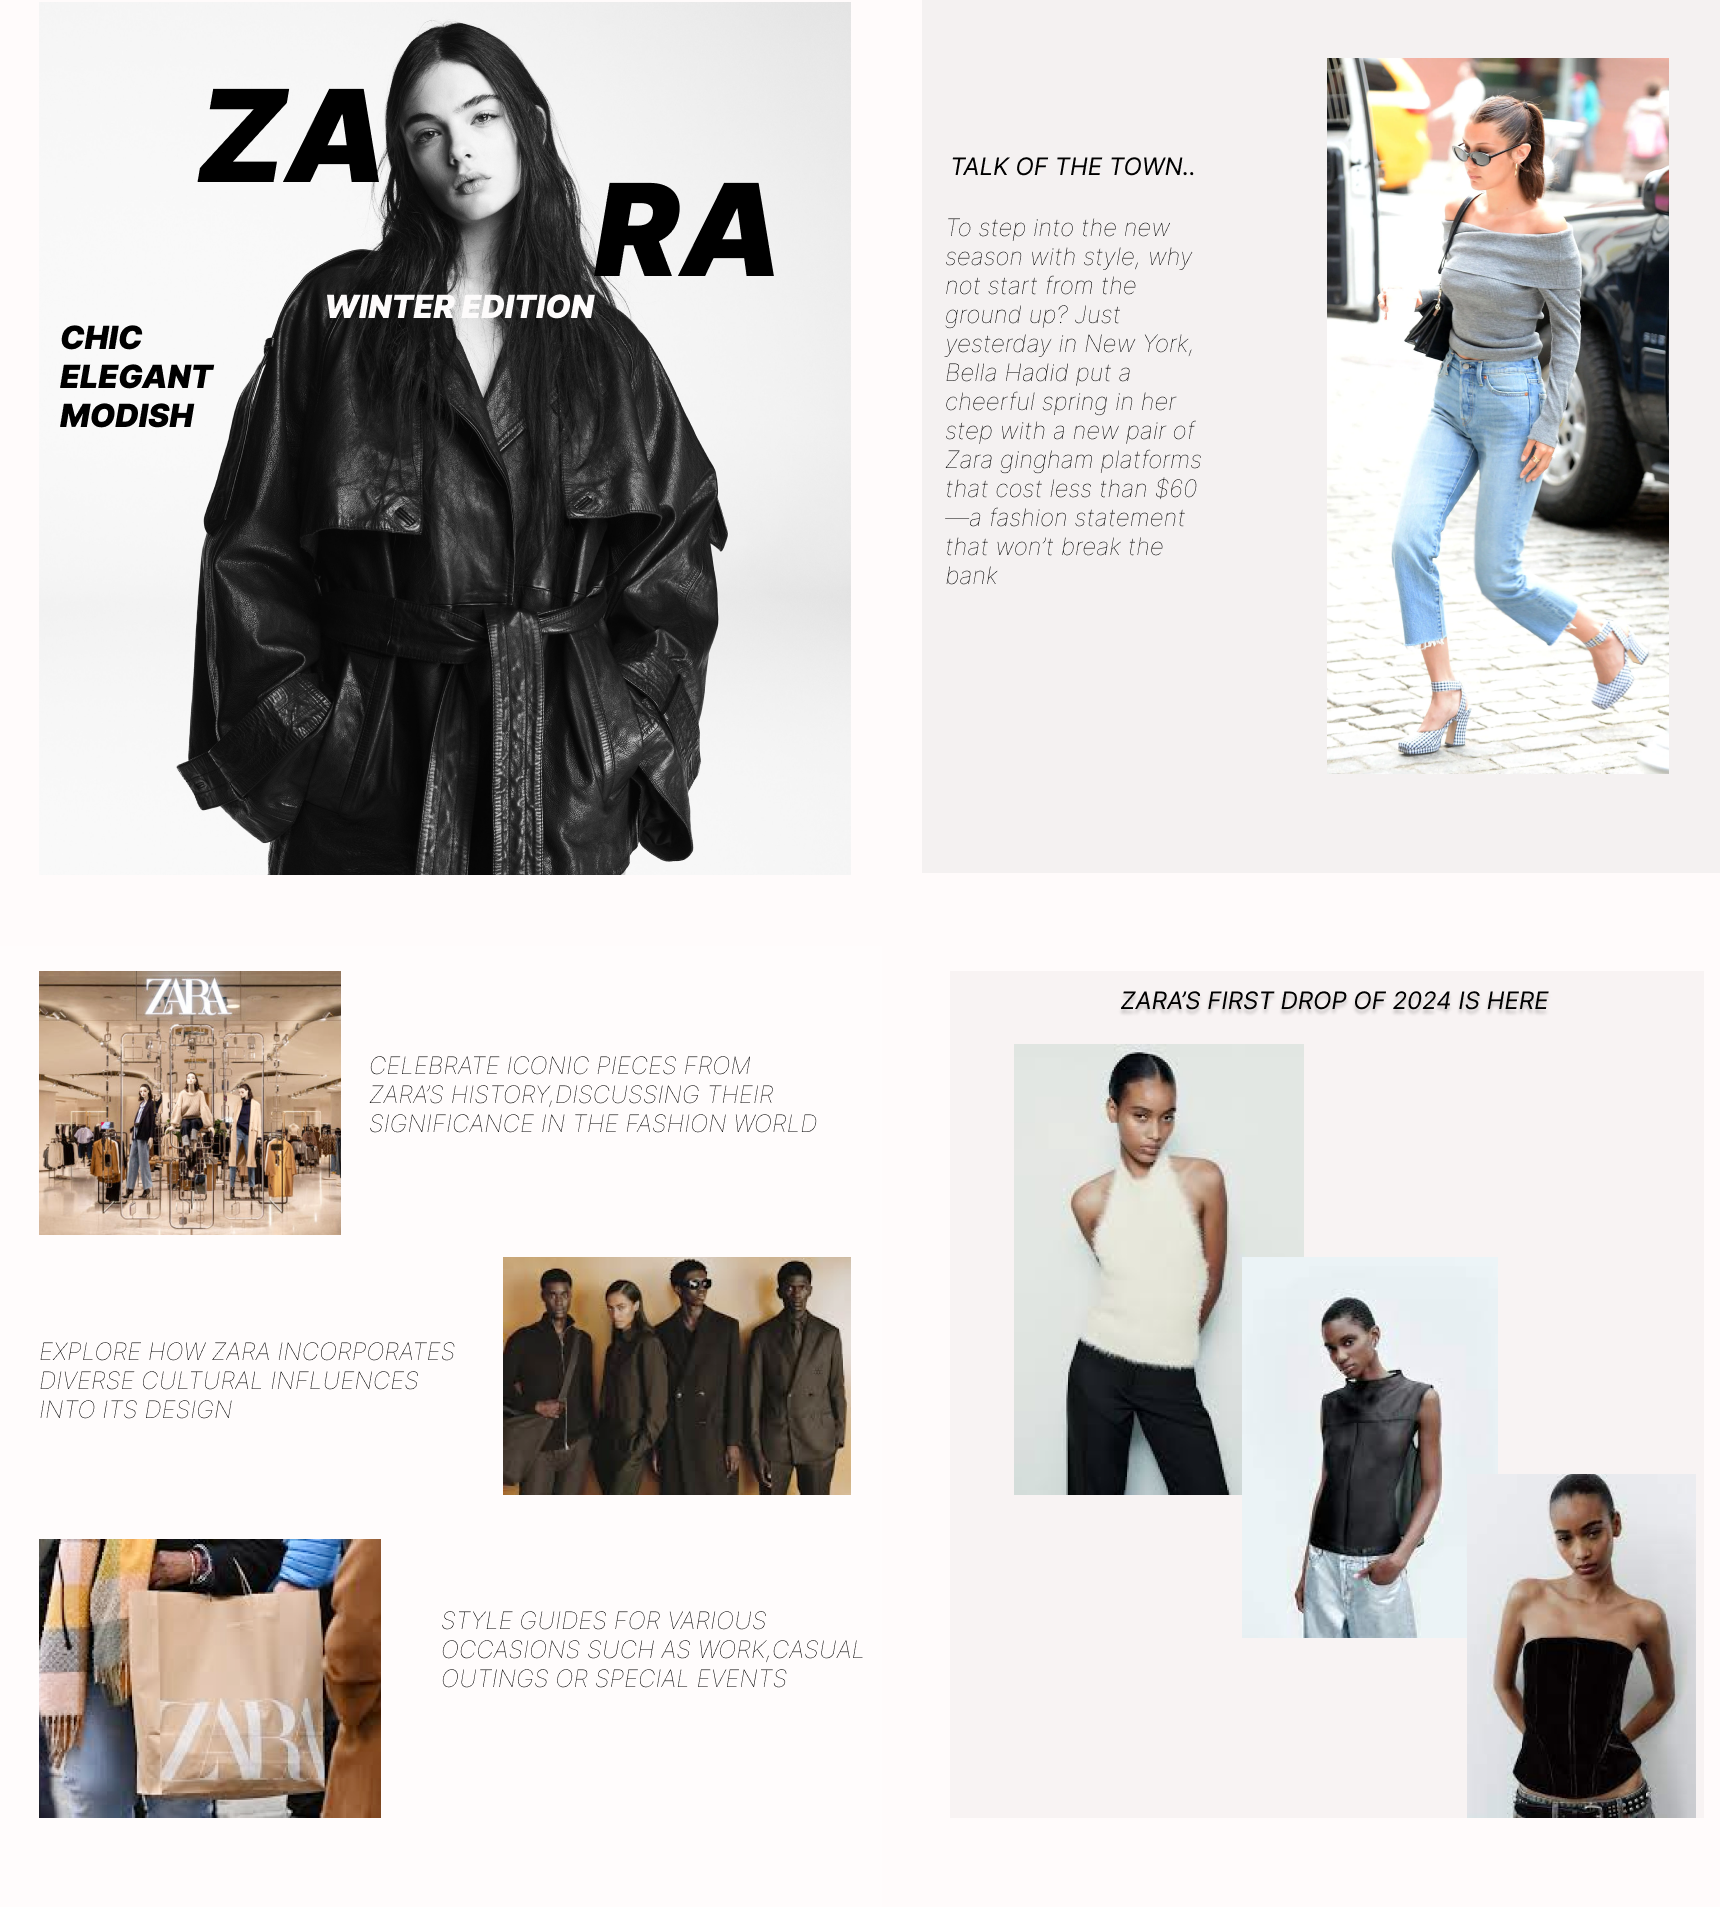 ZA
RA
WINTER EDITION
CHIC
ELEGANT
MODISH
TALK OF THE TOWN..
To step into the new
season with style, why
not start from the
ground up? Just
yesterday in New York,
Bella Hadid put a
cheerful spring in her
step with a new pair of
Zara gingham platforms
that cost less than $60
—a fashion statement
that won’t break the
bank
ZARA
CELEBRATE ICONIC PIECES FROM
ZARA’S HISTORY,DISCUSSING THEIR
SIGNIFICANCE IN THE FASHION WORLD
EXPLORE HOW ZARA INCORPORATES
DIVERSE CULTURAL INFLUENCES
INTO ITS DESIGN
ZARA
STYLE GUIDES FOR VARIOUS
OCCASIONS SUCH AS WORK,CASUAL
OUTINGS OR SPECIAL EVENTS
ZARA’S FIRST DROP OF 2024 IS HERE